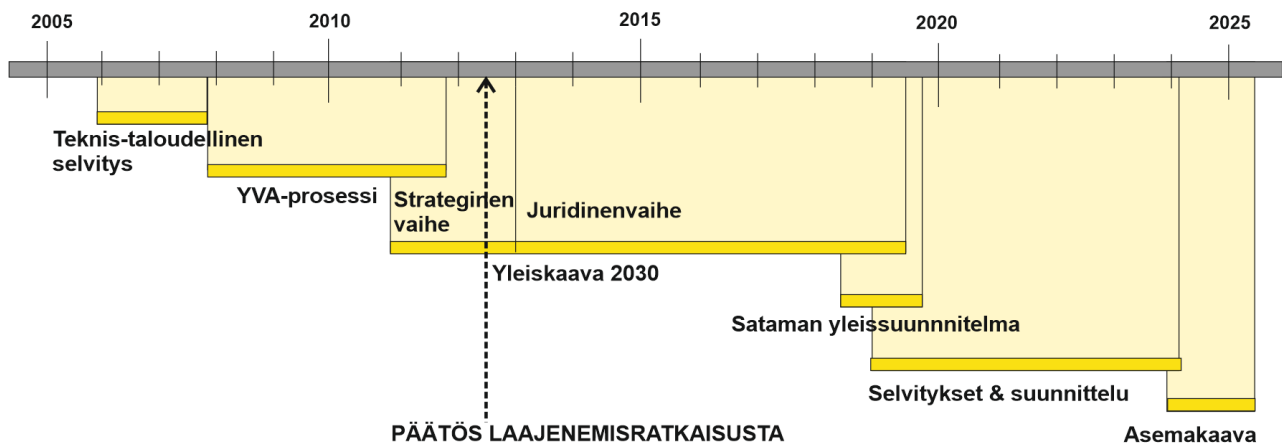 2005
2010
2015
2020
2025
Teknis-taloudellinen
selvitys
YVA-prosessi
Strateginen
vaihe
Juridinenvaihe
Yleiskaava 2030
Sataman yleissuunnnitelma
Selvitykset & suunnittelu
PÄÄTÖS LAAJENEMISRATKAISUSTA
Asemakaava